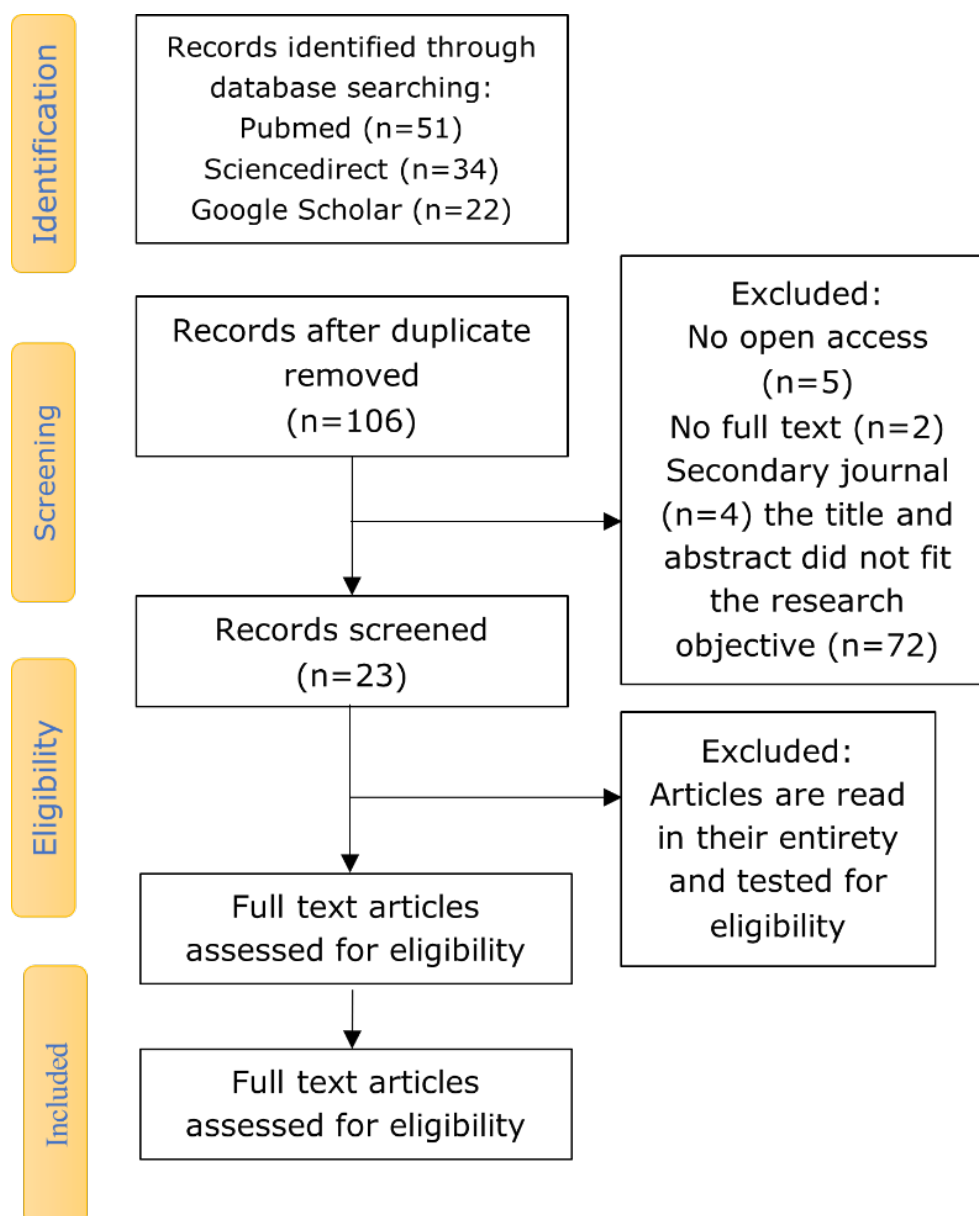 Identification
Records identified through
database searching:
Pubmed (n=51)
Sciencedirect (n=34)
Google Scholar (n=22)
Screening
Records after duplicate
removed
(n=106)
Excluded:
No open access
(n=5)
No full text (n=2)
Secondary journal
(n=4) the title and
abstract did not fit
the research
objective (n=72)
Records screened
(n=23)
Eligibility
Excluded:
Articles are read
in their entirety
and tested for
eligibility
Full text articles
assessed for eligibility
Included
Full text articles
assessed for eligibility